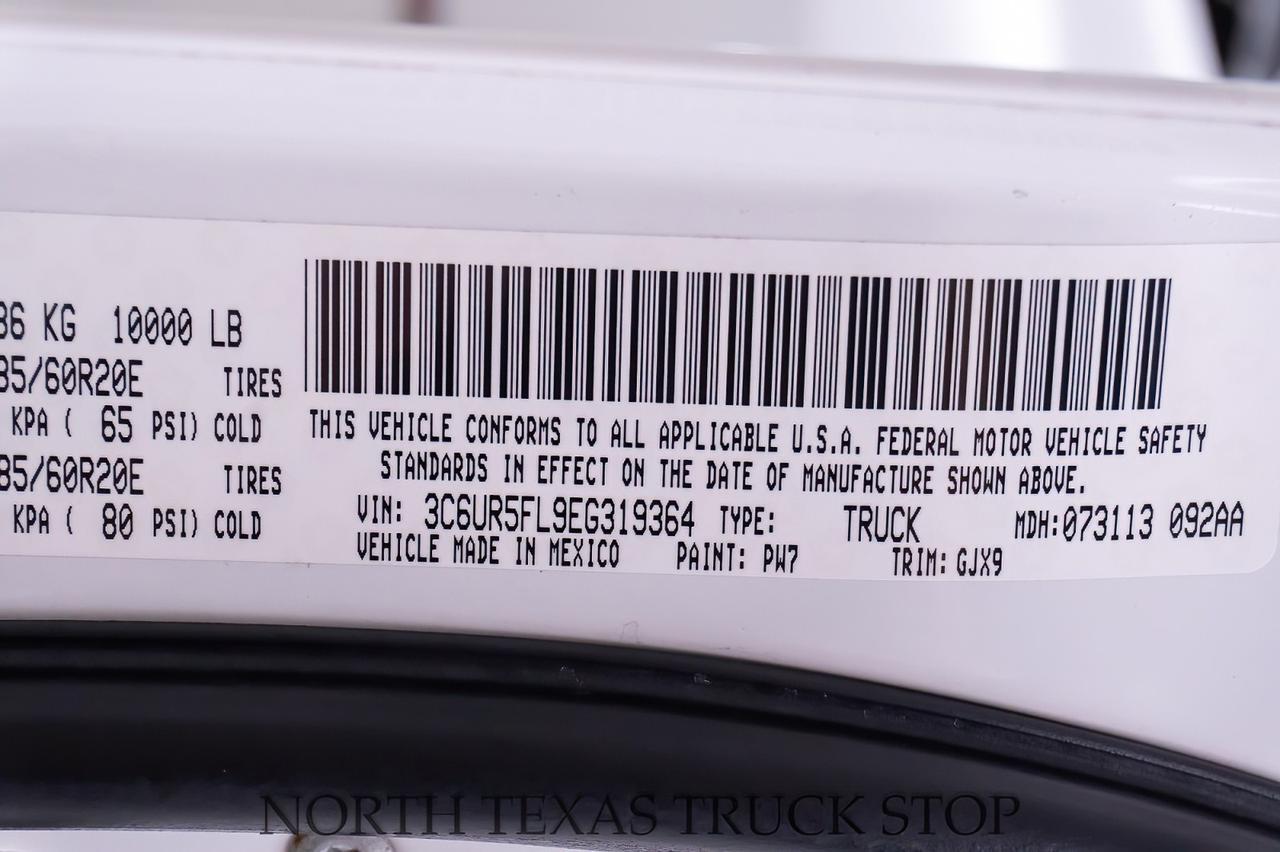 86 KG 10000 LB
85/60R20E TIRES
KPA ( 65 PSI) COLD
85/60R20E TIRES
KPA ( 80 PSI) COLD
THIS VEHICLE CONFORMS TO ALL APPLICABLE U.S.A. FEDERAL MOTOR VEHICLE SAFETY
STANDARDS IN EFFECT ON THE DATE OF MANUFACTURE SHOWN ABOVE.
VIN: 3C6UR5FL9EG319364 TYPE: TRUCK MDH:073113 092AA
VEHICLE MADE IN MEXICO PAINT: PW7 TRIM: GJX9
NORTH TEXAS TRUCK STOP